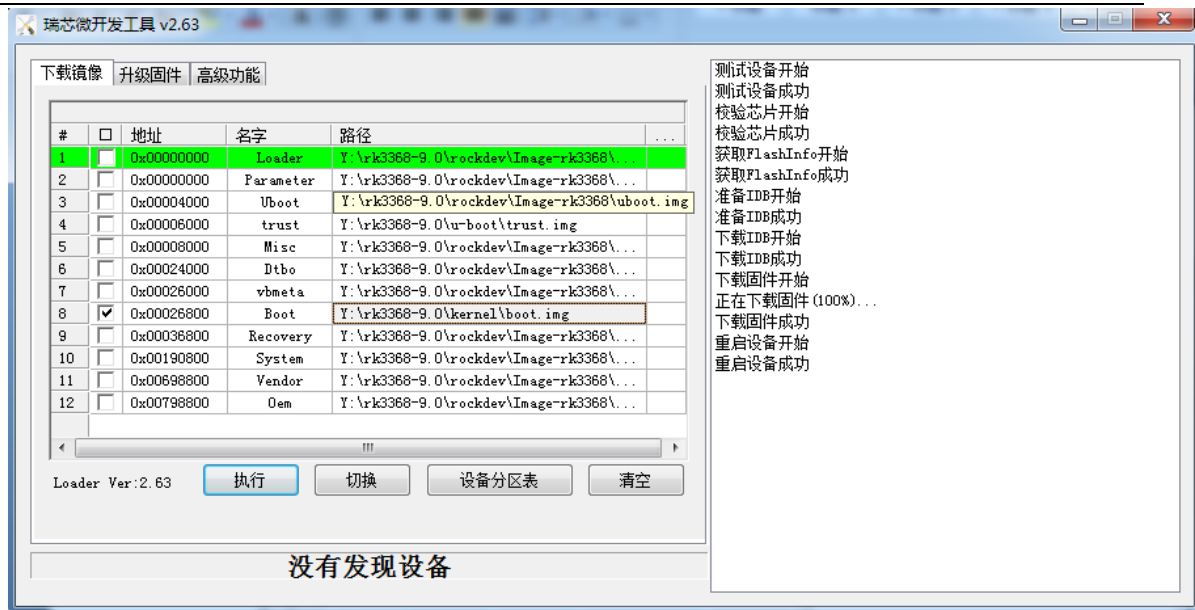 瑞芯微开发工具 v2.63
下载镜像 升级固件 高级功能
# 地址 名字 路径 ...
1 0x00000000 Loader Y:\rk3368-9.0\rockdev\Image-rk3368\...
2 0x00000000 Parameter Y:\rk3368-9.0\rockdev\Image-rk3368\...
3 0x00004000 Uboot Y:\rk3368-9.0\rockdev\Image-rk3368\uboot.img
4 0x00006000 trust Y:\rk3368-9.0\u-boot\trust.img
5 0x00008000 Misc Y:\rk3368-9.0\rockdev\Image-rk3368\...
6 0x00024000 Dtbo Y:\rk3368-9.0\rockdev\Image-rk3368\...
7 0x00026000 vbmeta Y:\rk3368-9.0\rockdev\Image-rk3368\...
8 0x00026800 Boot Y:\rk3368-9.0\kernel\boot.img
9 0x00036800 Recovery Y:\rk3368-9.0\rockdev\Image-rk3368\...
10 0x00190800 System Y:\rk3368-9.0\rockdev\Image-rk3368\...
11 0x00698800 Vendor Y:\rk3368-9.0\rockdev\Image-rk3368\...
12 0x00798800 Oem Y:\rk3368-9.0\rockdev\Image-rk3368\...
Loader Ver:2.63 执行 切换 设备分区表 清空
没有发现设备
测试设备开始
测试设备成功
校验芯片开始
校验芯片成功
获取FlashInfo开始
获取FlashInfo成功
准备IDB开始
准备IDB成功
下载IDB开始
下载IDB成功
下载固件开始
正在下载固件(100%)...
下载固件成功
重启设备开始
重启设备成功